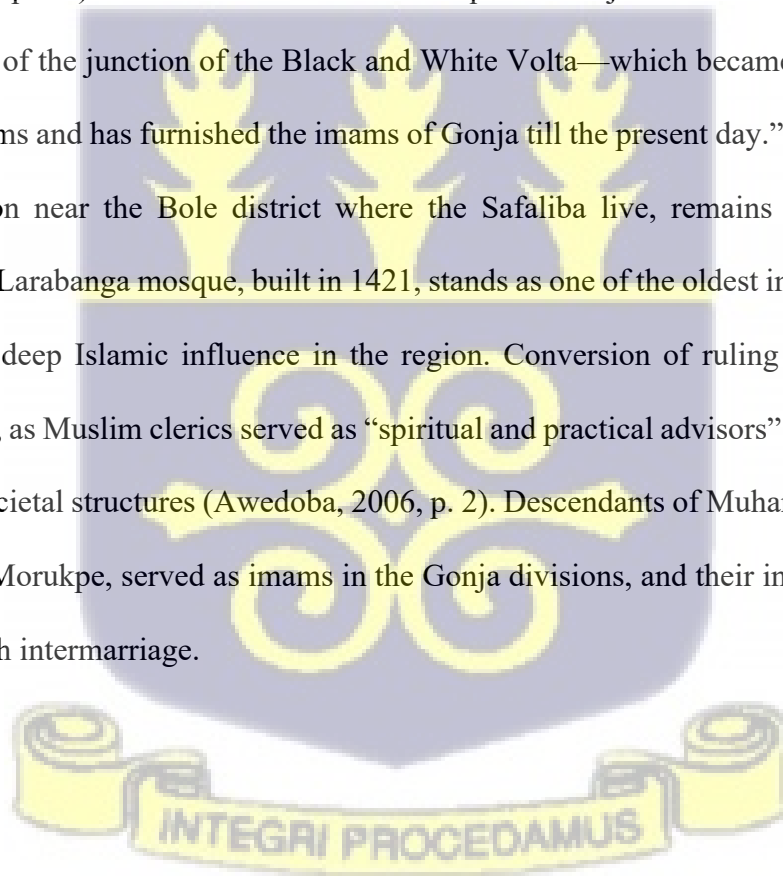 of the junction of the Black and White Volta—which became
ms and has furnished the imams of Gonja till the present day.”
on near the Bole district where the Safaliba live, remains
Larabanga mosque, built in 1421, stands as one of the oldest in
deep Islamic influence in the region. Conversion of ruling
, as Muslim clerics served as “spiritual and practical advisors”
cietal structures (Awedoba, 2006, p. 2). Descendants of Muha
Morukpe, served as imams in the Gonja divisions, and their in
h intermarriage.
INTEGRI PROCEDAMUS